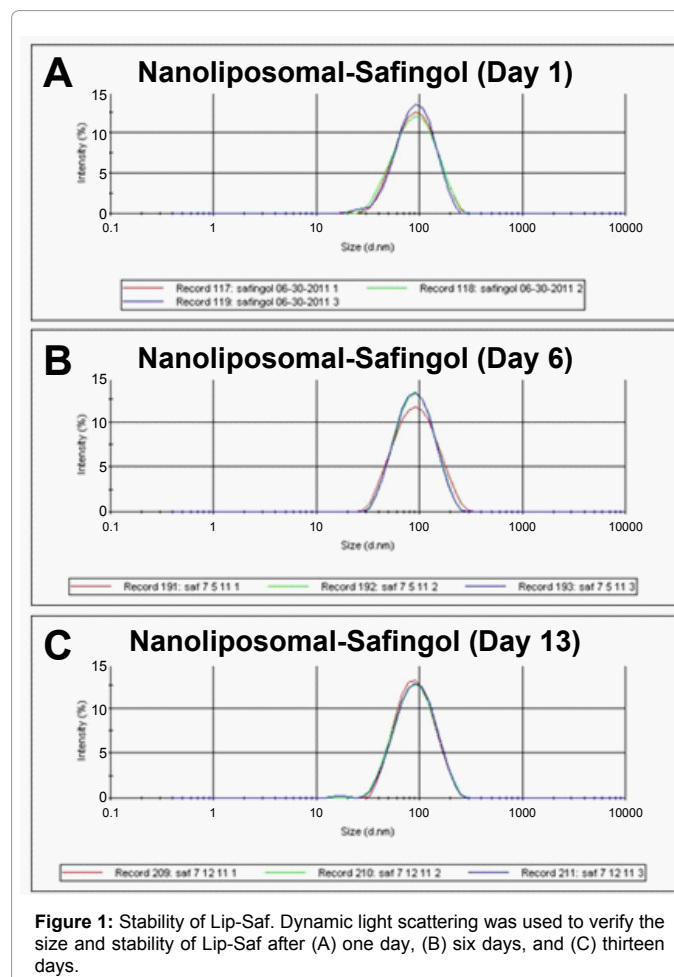 A Nanoliposomal-Safingol (Day 1)
15
10
5
0
Intensity (%)
0.1 1 10 100 1000 10000
Size (d.nm)
Record 117: safingol 06-30-2011 1 Record 118: safingol 06-30-2011 2
Record 119: safingol 06-30-2011 3
B Nanoliposomal-Safingol (Day 6)
15
10
5
0
Intensity (%)
0.1 1 10 100 1000 10000
Size (d.nm)
Record 191: saf 7 5 11 1 Record 192: saf 7 5 11 2 Record 193: saf 7 5 11 3
C Nanoliposomal-Safingol (Day 13)
15
10
5
0
Intensity (%)
0.1 1 10 100 1000 10000
Size (d.nm)
Record 209: saf 7 12 11 1 Record 210: saf 7 12 11 2 Record 211: saf 7 12 11 3
Figure 1: Stability of Lip-Saf. Dynamic light scattering was used to verify the
size and stability of Lip-Saf after (A) one day, (B) six days, and (C) thirteen
days.